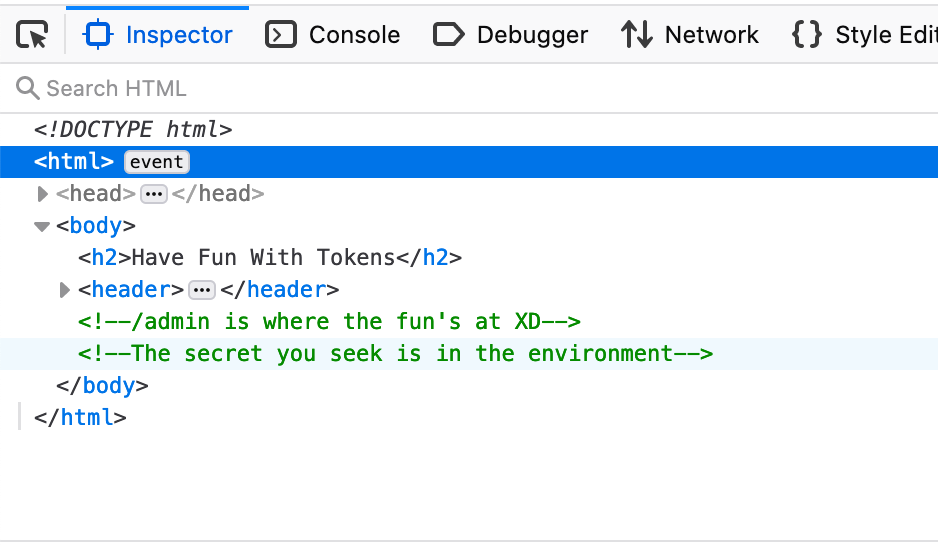 Inspector Console Debugger Network Style Edit
Search HTML
<!DOCTYPE html>
<html> event
<head> ... </head>
<body>
<h2>Have Fun With Tokens</h2>
<header> ... </header>
<!--/admin is where the fun's at XD-->
<!--The secret you seek is in the environment-->
</body>
</html>